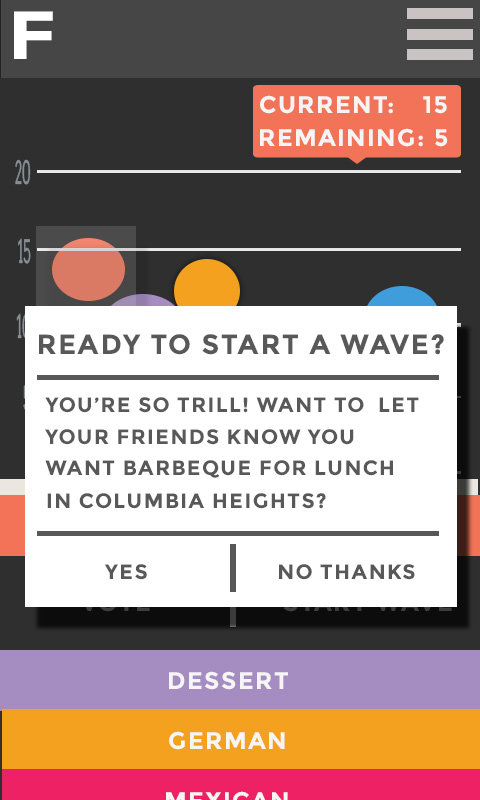 F
CURRENT: 15
REMAINING: 5
20
15
10
READY TO START A WAVE?
YOU'RE SO TRILL! WANT TO LET
YOUR FRIENDS KNOW YOU
WANT BARBEQUE FOR LUNCH
IN COLUMBIA HEIGHTS?
YES
NO THANKS
VOTE
START WAVE
DESSERT
GERMAN
MEXICAN